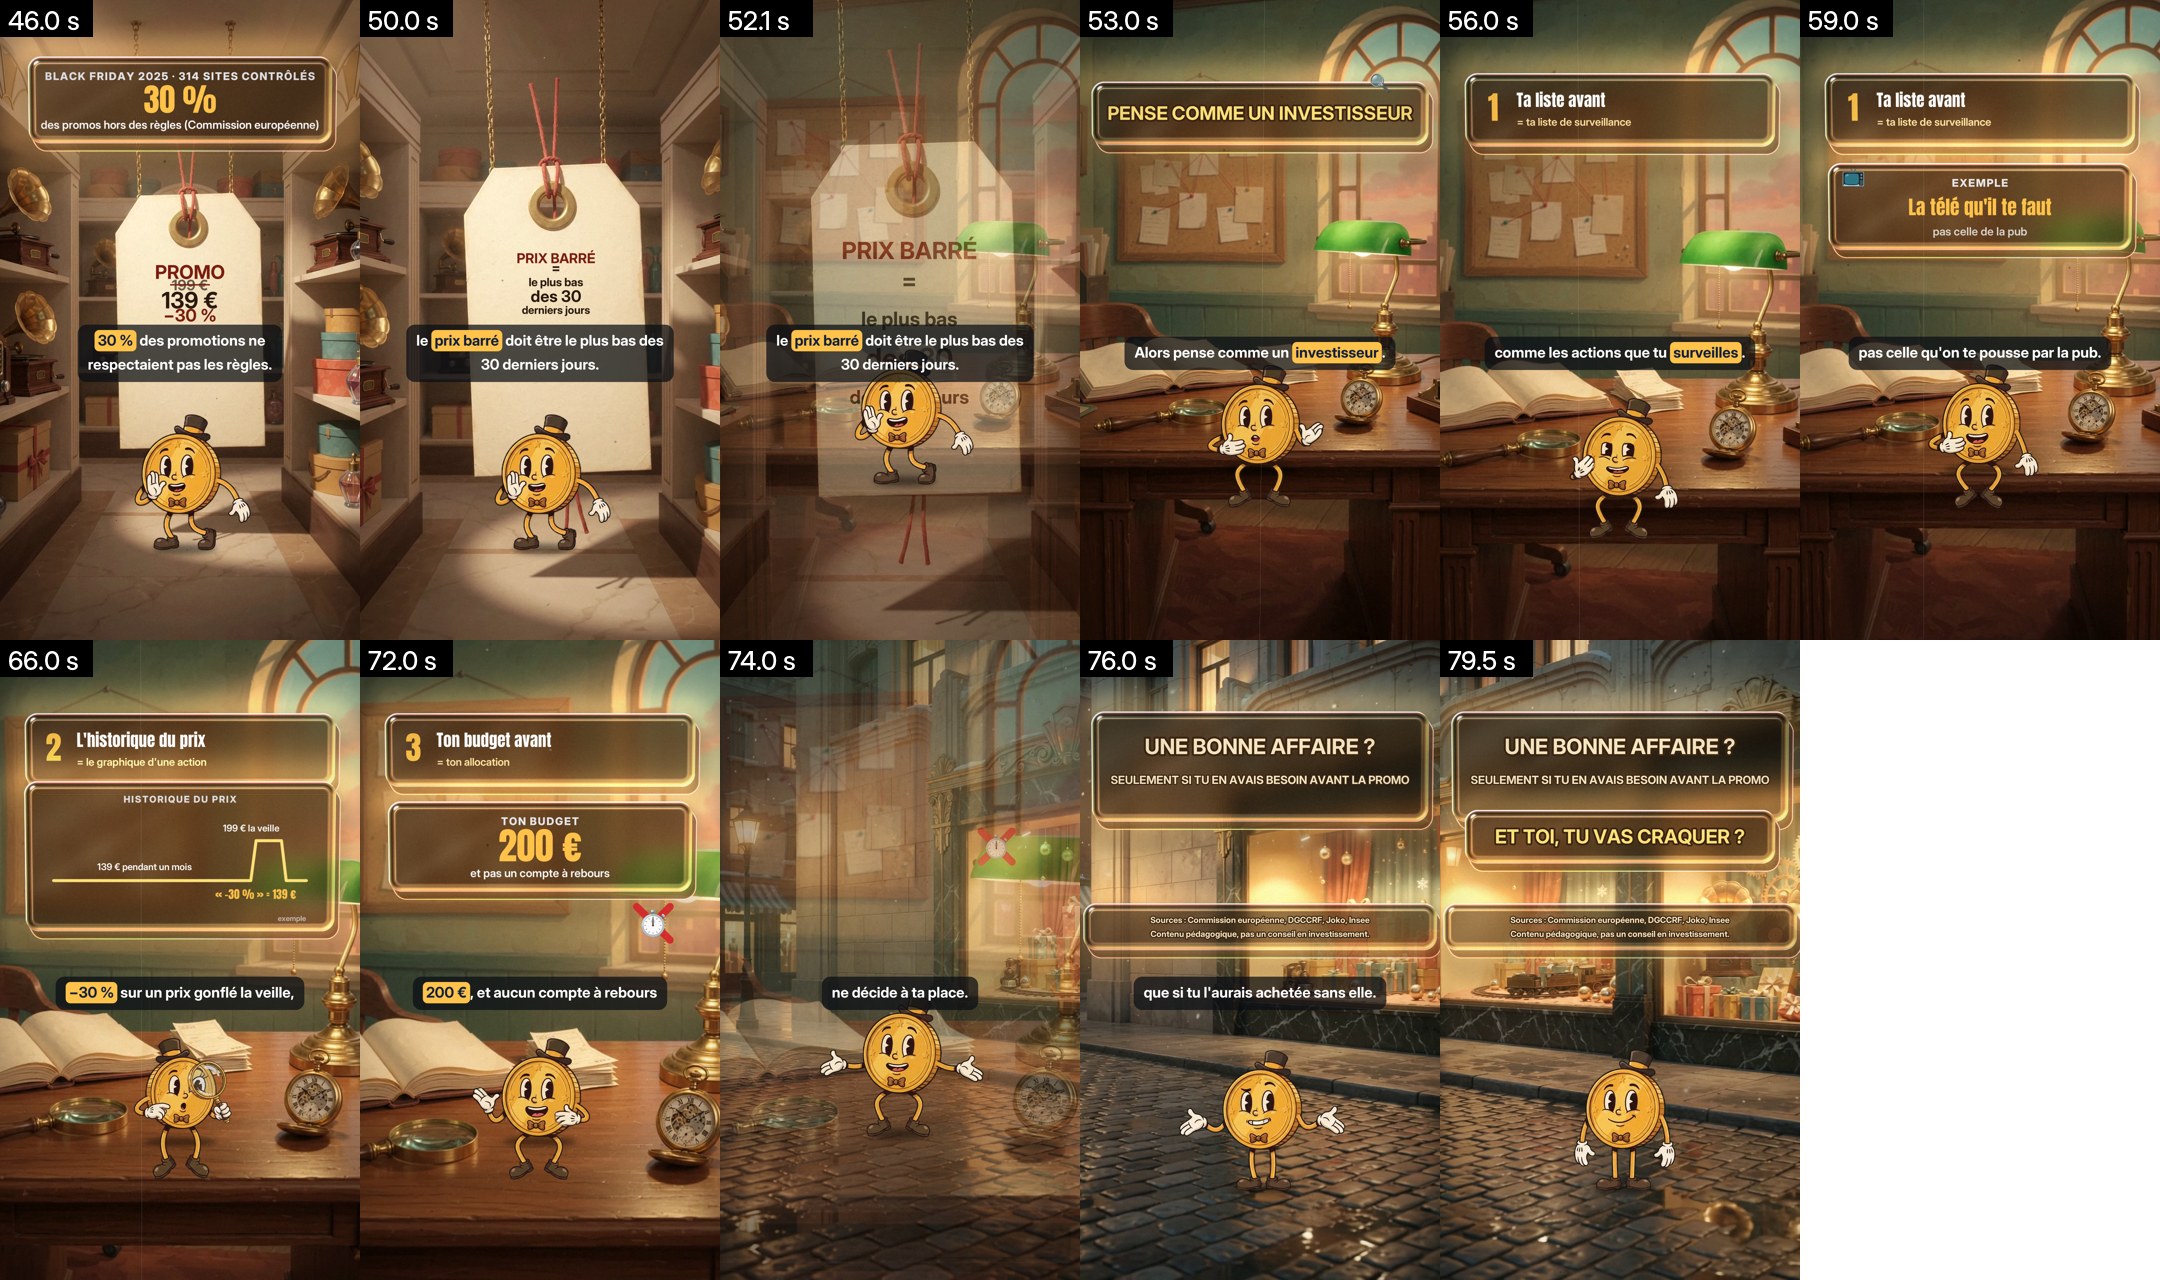 46.0 s
BLACK FRIDAY 2025 · 314 SITES CONTRÔLÉS
30 %
des promos hors des règles (Commission européenne)
PROMO
199 €
139 €
−30 %
30 % des promotions ne
respectaient pas les règles.
50.0 s
PRIX BARRÉ
=
le plus bas
des 30
derniers jours
le prix barré doit être le plus bas des
30 derniers jours.
52.1 s
PRIX BARRÉ
=
le plus bas
le prix barré doit être le plus bas des
30 derniers jours.
53.0 s
PENSE COMME UN INVESTISSEUR
Alors pense comme un investisseur.
56.0 s
1 Ta liste avant
= ta liste de surveillance
comme les actions que tu surveilles.
59.0 s
1 Ta liste avant
= ta liste de surveillance
EXEMPLE
La télé qu'il te faut
pas celle de la pub
pas celle qu'on te pousse par la pub.
66.0 s
2 L'historique du prix
= le graphique d'une action
HISTORIQUE DU PRIX
199 € la veille
139 € pendant un mois
« -30 % » = 139 €
exemple
−30 % sur un prix gonflé la veille,
72.0 s
3 Ton budget avant
= ton allocation
TON BUDGET
200 €
et pas un compte à rebours
200 €, et aucun compte à rebours
74.0 s
ne décide à ta place.
76.0 s
UNE BONNE AFFAIRE ?
SEULEMENT SI TU EN AVAIS BESOIN AVANT LA PROMO
Sources : Commission européenne, DGCCRF, Joko, Insee
Contenu pédagogique, pas un conseil en investissement.
que si tu l'aurais achetée sans elle.
79.5 s
UNE BONNE AFFAIRE ?
SEULEMENT SI TU EN AVAIS BESOIN AVANT LA PROMO
ET TOI, TU VAS CRAQUER ?
Sources : Commission européenne, DGCCRF, Joko, Insee
Contenu pédagogique, pas un conseil en investissement.